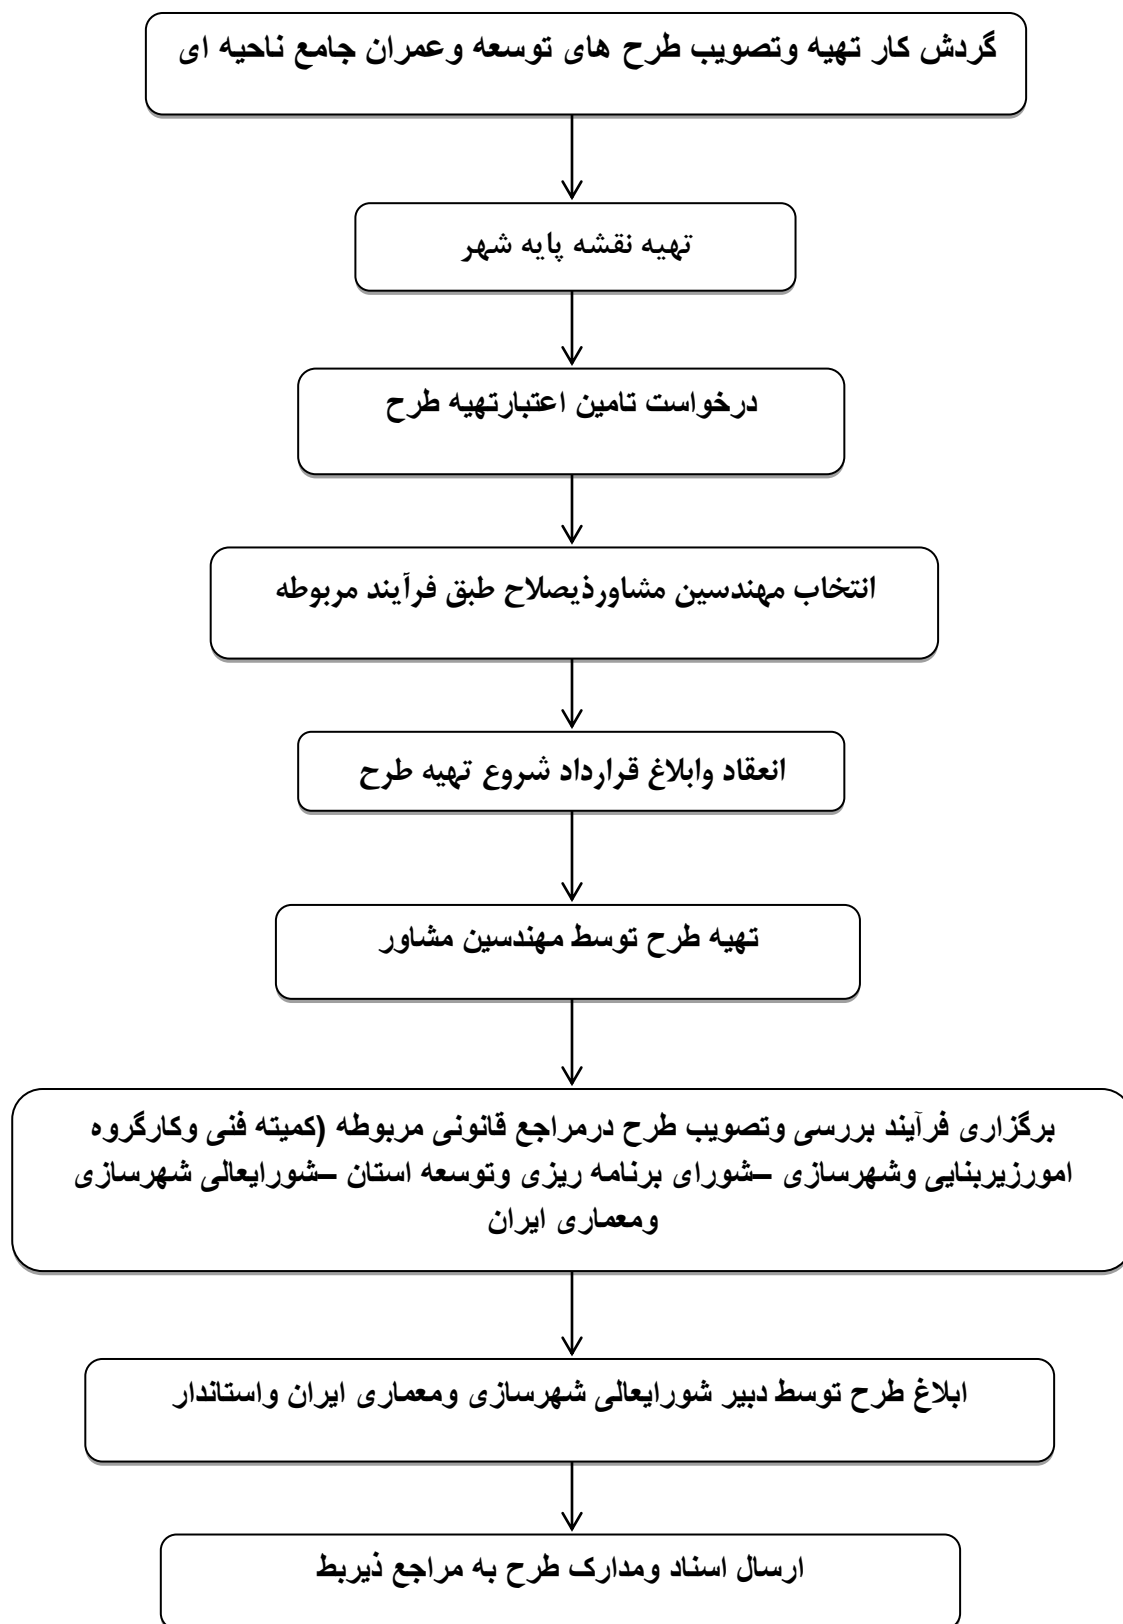 گردش کار تهیه وتصویب طرح های توسعه وعمران جامع ناحیه ای
تهیه نقشه پایه شهر
درخواست تامین اعتبارتهیه طرح
انتخاب مهندسین مشاورذیصلاح طبق فرآیند مربوطه
انعقاد وابلاغ قرارداد شروع تهیه طرح
تهیه طرح توسط مهندسین مشاور
برگزاری فرآیند بررسی وتصویب طرح درمراجع قانونی مربوطه (کمیته فنی وکارگروه
امورزیربنایی وشهرسازی –شورای برنامه ریزی وتوسعه استان –شورایعالی شهرسازی
ومعماری ایران
ابلاغ طرح توسط دبیر شورایعالی شهرسازی ومعماری ایران واستاندار
ارسال اسناد ومدارک طرح به مراجع ذیربط